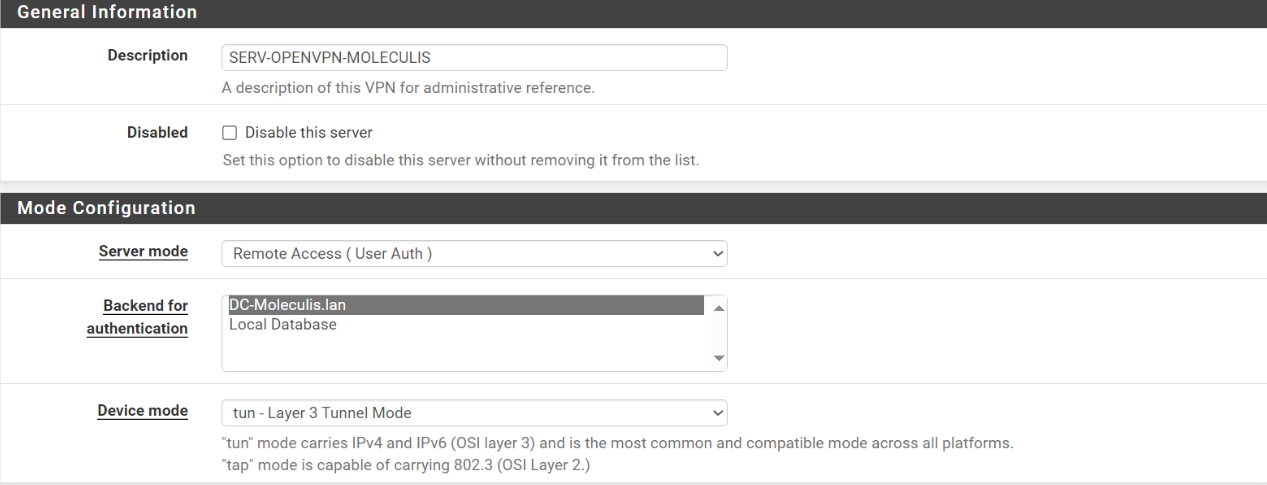 General Information
Description
SERV-OPENVPN-MOLECULIS
A description of this VPN for administrative reference.
Disabled
Disable this server
Set this option to disable this server without removing it from the list.
Mode Configuration
Server mode
Remote Access ( User Auth )
Backend for
authentication
DC-Moleculis.lan
Local Database
Device mode
tun - Layer 3 Tunnel Mode
"tun" mode carries IPv4 and IPv6 (OSI layer 3) and is the most common and compatible mode across all platforms.
"tap" mode is capable of carrying 802.3 (OSI Layer 2.)